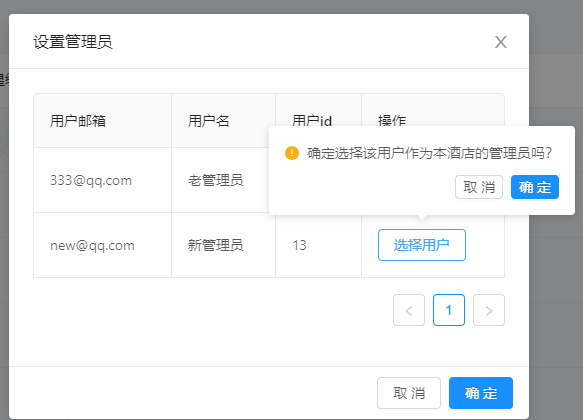 设置管理员
用户邮箱 用户名 用户id 操作
确定选择该用户作为本酒店的管理员吗?
取 消 确 定
333@qq.com 老管理员
new@qq.com 新管理员 13 选择用户
1
取 消 确 定